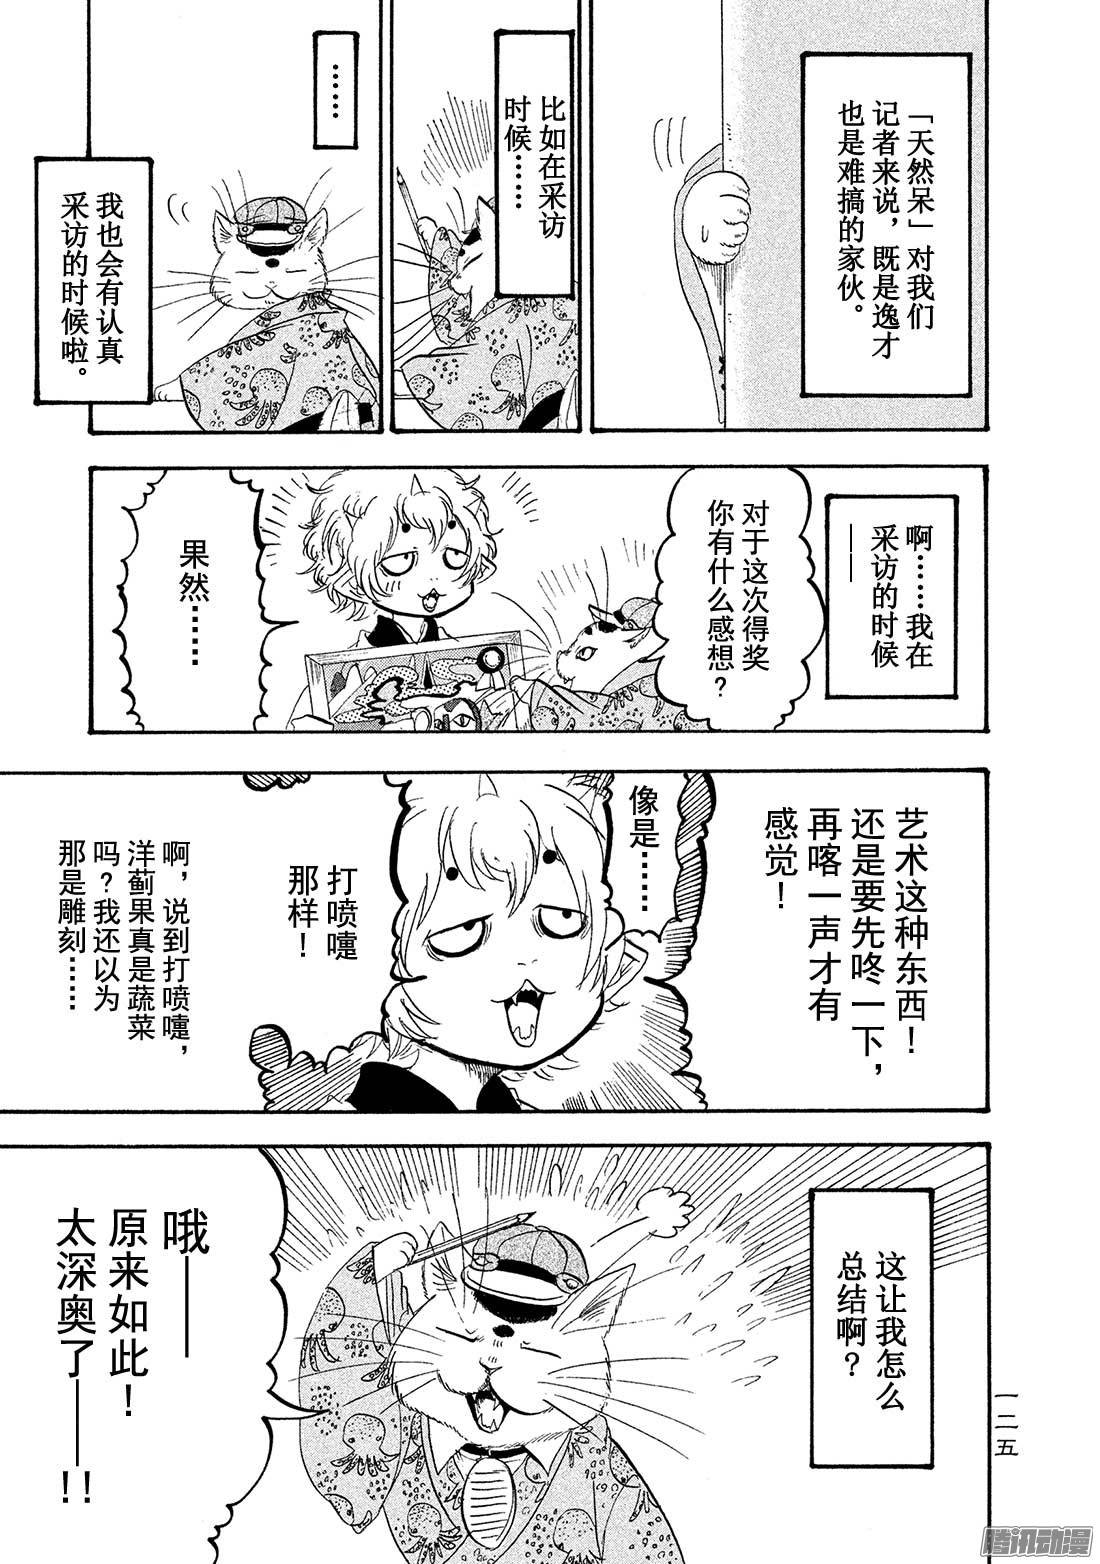 「天然呆」对我们
记者来说，既是逸才
也是难搞的家伙。
比如在采访
时候……
……
我也会有认真
采访的时候啦。
啊……我在
采访的时候
——
对于这次得奖
你有什么感想？
果然……
艺术这种东西！
还是要先咚一下，
再喀一声才有
感觉！
像是……
打喷嚏
那样！
啊，说到打喷嚏，
洋蓟果真是蔬菜
吗？我还以为
那是雕刻……
这让我怎么
总结啊？
哦——
原来如此！
太深奥了——!!
一二五
腾讯动漫